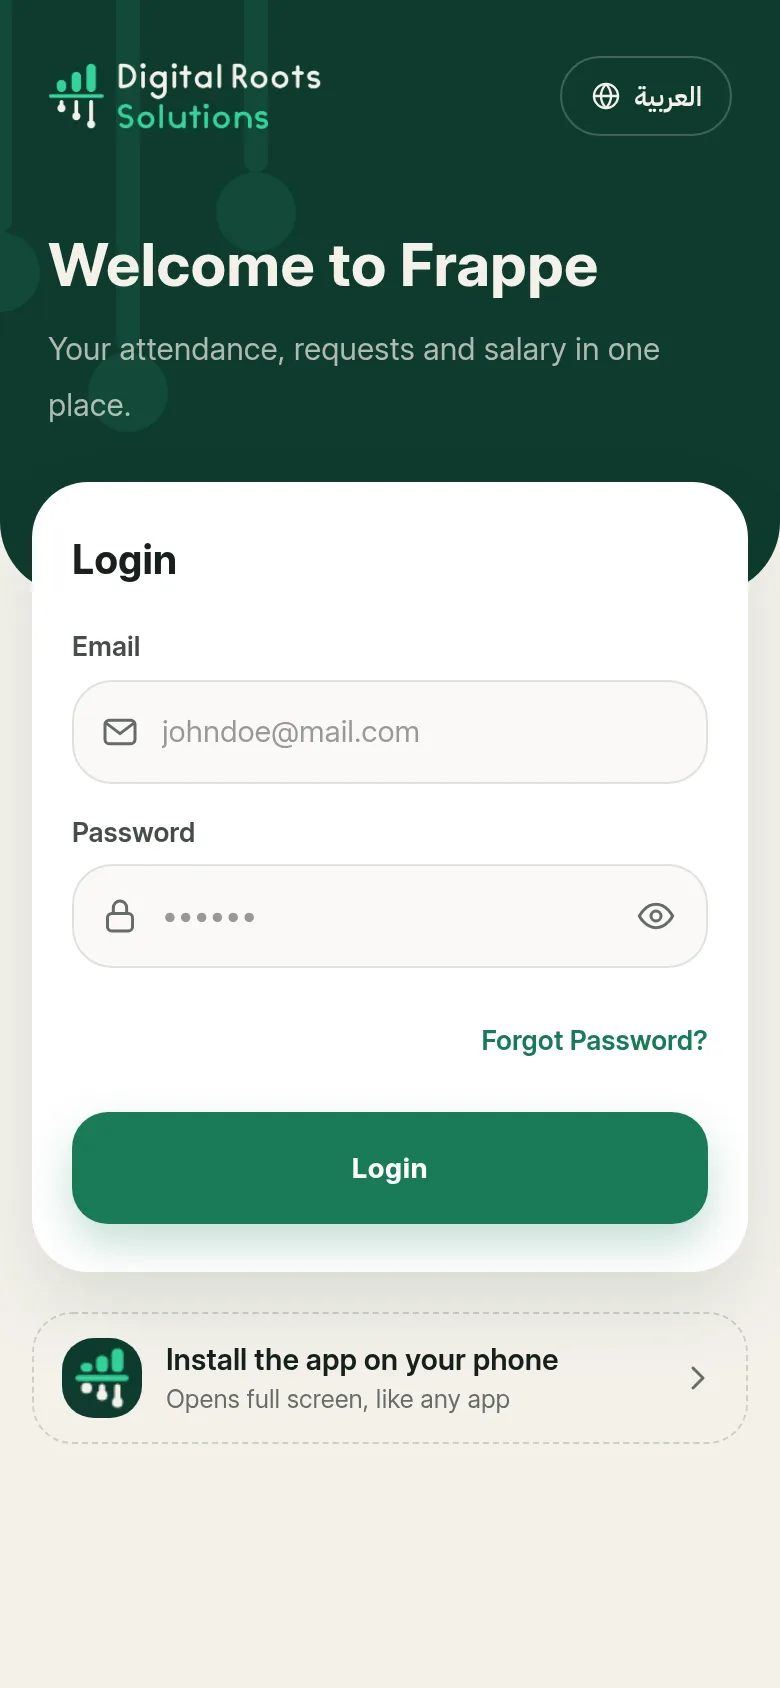 Digital Roots
Solutions
العربية
Welcome to Frappe
Your attendance, requests and salary in one
place.
Login
Email
johndoe@mail.com
Password
••••••
Forgot Password?
Login
Install the app on your phone
Opens full screen, like any app